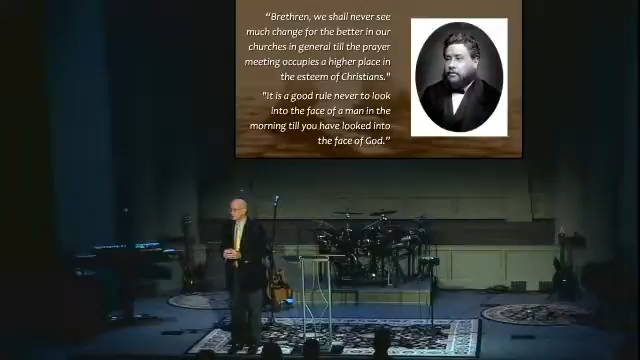 "Brethren, we shall never see
much change for the better in our
churches in general till the prayer
meeting occupies a higher place in
the esteem of Christians."
"It is a good rule never to look
into the face of a man in the
morning till you have looked into
the face of God."